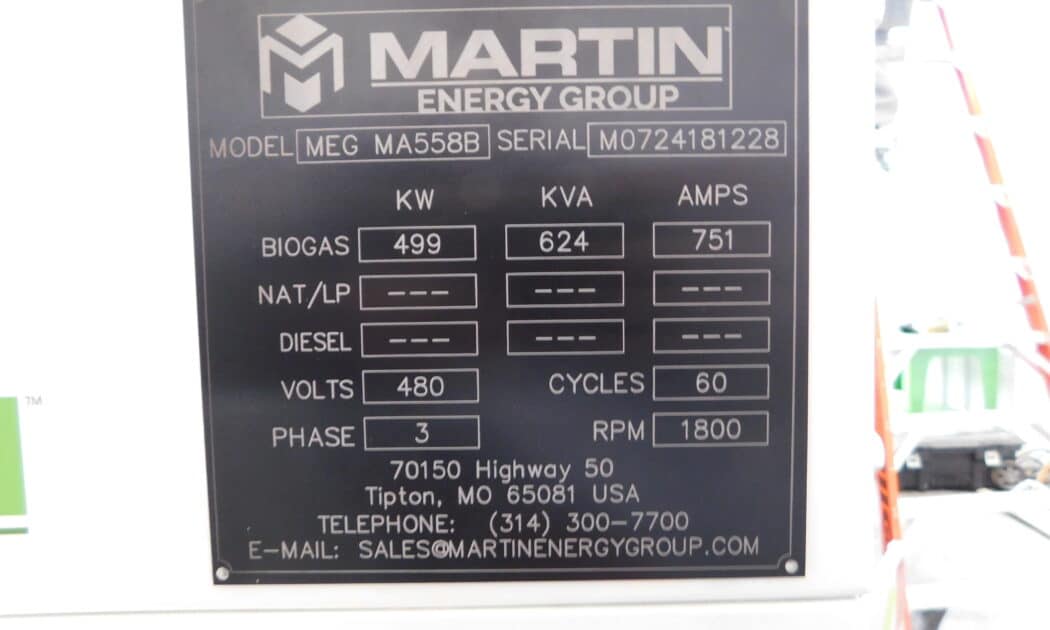 MARTIN
ENERGY GROUP
MODEL MEG MA558B SERIAL M0724181228
KW KVA AMPS
BIOGAS 499 624 751
NAT/LP --- --- ---
DIESEL --- --- ---
VOLTS 480 CYCLES 60
PHASE 3 RPM 1800
70150 Highway 50
Tipton, MO 65081 USA
TELEPHONE: (314) 300-7700
E-MAIL: SALES@MARTINENERGYGROUP.COM
TM